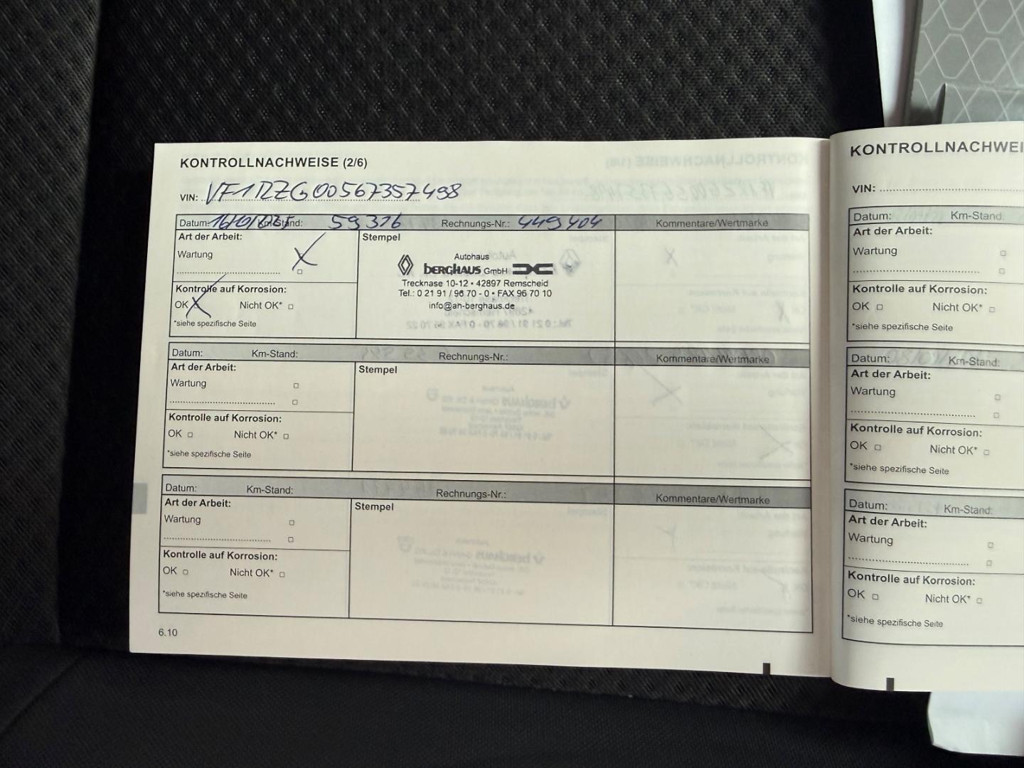 KONTROLLNACHWEISE (2/6)
VIN: VF1RZG00567357498
Datum: Km-Stand: 59316 Rechnungs-Nr.: 449404 Kommentare/Wertmarke
Art der Arbeit: Stempel
Wartung X
Autohaus
berGHAUS GmbH
Trecknase 10-12 • 42897 Remscheid
Tel.: 0 21 91 / 96 70 - 0 • FAX 96 70 10
info@ah-berghaus.de
Kontrolle auf Korrosion:
OK X Nicht OK*
*siehe spezifische Seite
Datum: Km-Stand: Rechnungs-Nr.: Kommentare/Wertmarke
Art der Arbeit: Stempel
Wartung
Kontrolle auf Korrosion:
OK Nicht OK*
*siehe spezifische Seite
Datum: Km-Stand: Rechnungs-Nr.: Kommentare/Wertmarke
Art der Arbeit: Stempel
Wartung
Kontrolle auf Korrosion:
OK Nicht OK*
*siehe spezifische Seite
6.10
KONTROLLNACHWEI
VIN:
Datum: Km-Stand:
Art der Arbeit:
Wartung
Kontrolle auf Korrosion:
OK Nicht OK*
*siehe spezifische Seite
Datum: Km-Stand:
Art der Arbeit:
Wartung
Kontrolle auf Korrosion:
OK Nicht OK*
*siehe spezifische Seite
Datum: Km-Stand:
Art der Arbeit:
Wartung
Kontrolle auf Korrosion:
OK Nicht OK*
*siehe spezifische Seite